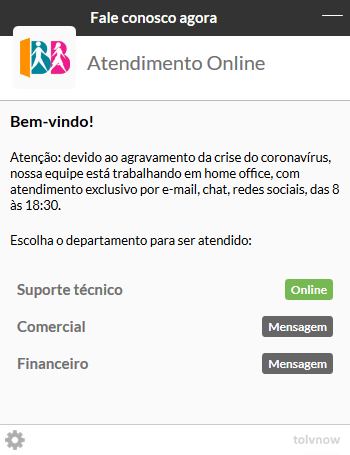 Fale conosco agora
Atendimento Online
Bem-vindo!
Atenção: devido ao agravamento da crise do coronavírus,
nossa equipe está trabalhando em home office, com
atendimento exclusivo por e-mail, chat, redes sociais, das 8
às 18:30.
Escolha o departamento para ser atendido:
Suporte técnico Online
Comercial Mensagem
Financeiro Mensagem
tolvnow